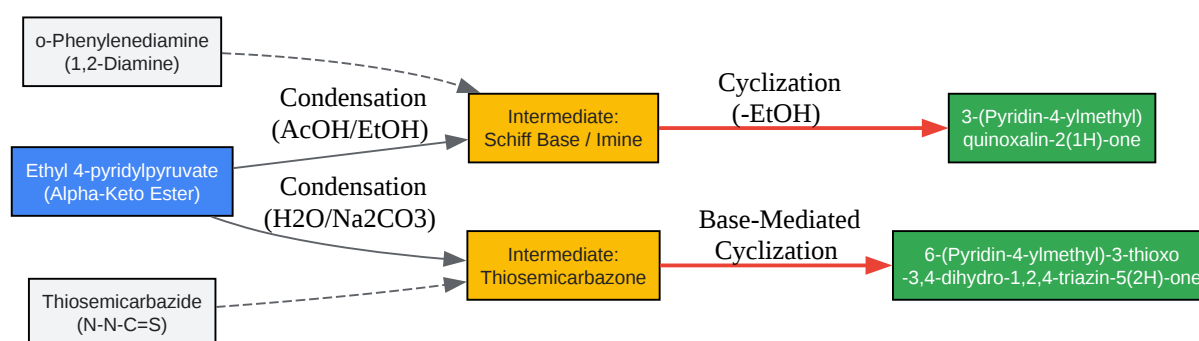 o-Phenylenediamine
(1,2-Diamine)
Condensation
(AcOH/EtOH)
Intermediate:
Schiff Base / Imine
Cyclization
(-EtOH)
3-(Pyridin-4-ylmethyl)
quinoxalin-2(1H)-one
Ethyl 4-pyridylpyruvate
(Alpha-Keto Ester)
Condensation
(H2O/Na2CO3)
Intermediate:
Thiosemicarbazone
Base-Mediated
Cyclization
6-(Pyridin-4-ylmethyl)-3-thioxo
-3,4-dihydro-1,2,4-triazin-5(2H)-one
Thiosemicarbazide
(N-N-C=S)